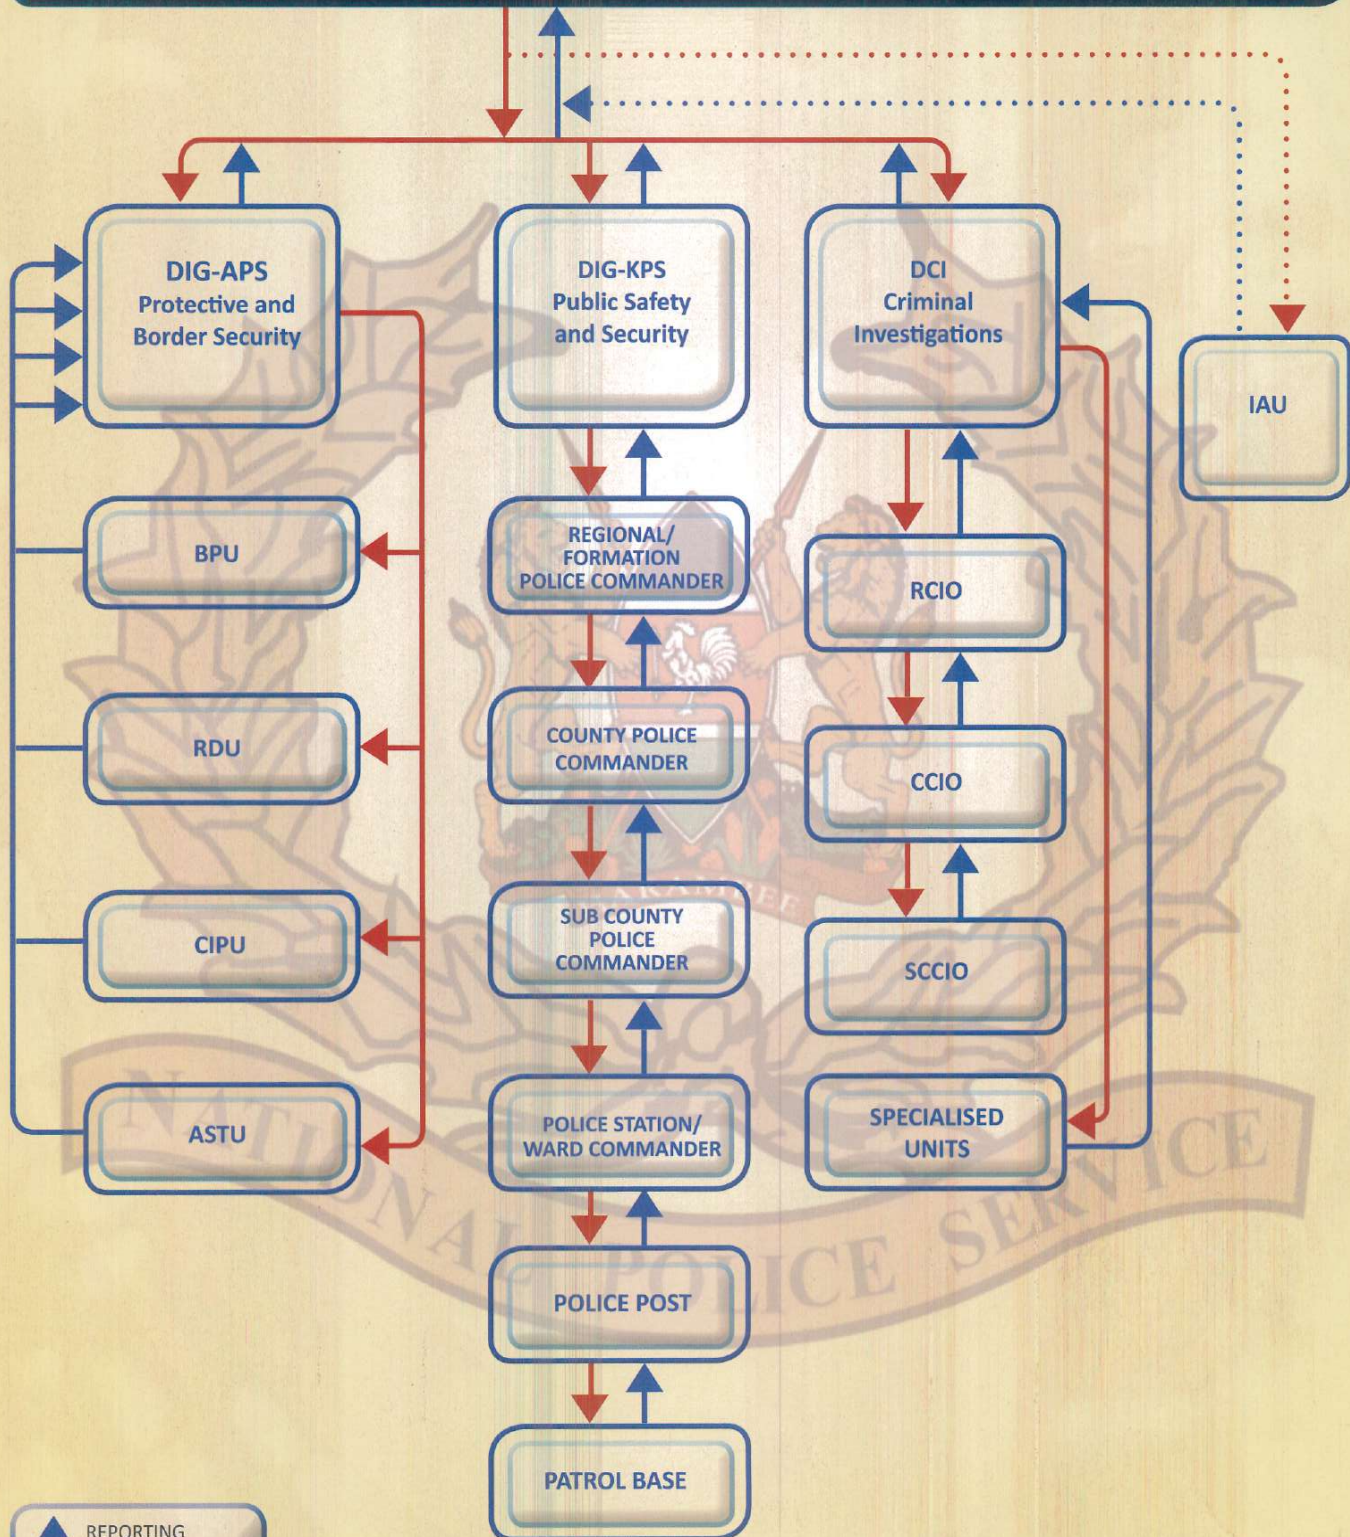 DIG-APS
Protective and
Border Security
DIG-KPS
Public Safety
and Security
DCI
Criminal
Investigations
IAU
BPU
REGIONAL/
FORMATION
POLICE COMMANDER
RCIO
RDU
COUNTY POLICE
COMMANDER
CCIO
HARAMBEE
CIPU
SUB COUNTY
POLICE
COMMANDER
SCCIO
ASTU
POLICE STATION/
WARD COMMANDER
SPECIALISED
UNITS
NATIONAL POLICE SERVICE
POLICE POST
PATROL BASE
REPORTING